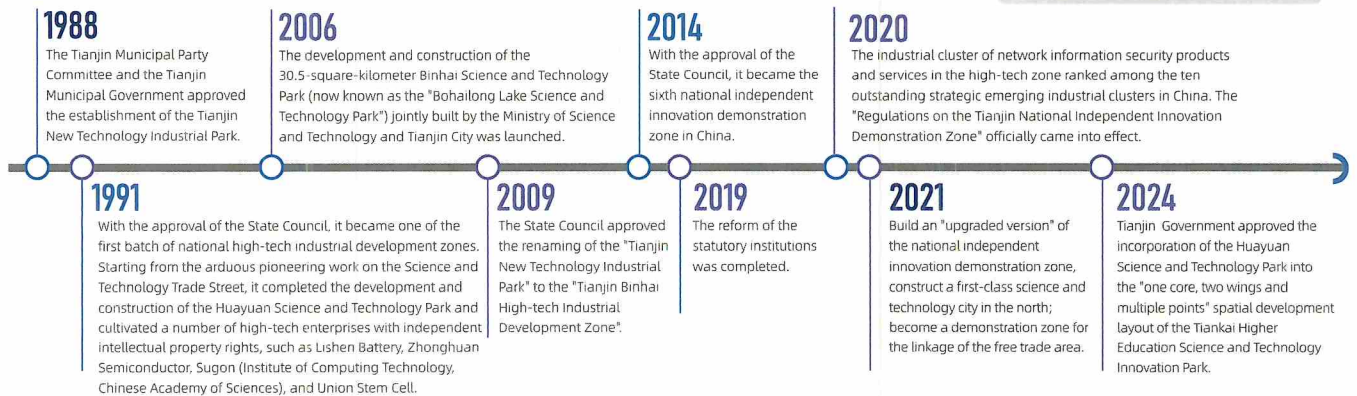 1988
The Tianjin Municipal Party
Committee and the Tianjin
Municipal Government approved
the establishment of the Tianjin
New Technology Industrial Park.
2006
The development and construction of the
30.5-square-kilometer Binhai Science and Technology
Park (now known as the "Bohailong Lake Science and
Technology Park") jointly built by the Ministry of Science
and Technology and Tianjin City was launched.
2014
With the approval of the
State Council, it became the
sixth national independent
innovation demonstration
zone in China.
2020
The industrial cluster of network information security products
and services in the high-tech zone ranked among the ten
outstanding strategic emerging industrial clusters in China. The
"Regulations on the Tianjin National Independent Innovation
Demonstration Zone" officially came into effect.
1991
With the approval of the State Council, it became one of the
first batch of national high-tech industrial development zones.
Starting from the arduous pioneering work on the Science and
Technology Trade Street, it completed the development and
construction of the Huayuan Science and Technology Park and
cultivated a number of high-tech enterprises with independent
intellectual property rights, such as Lishen Battery, Zhonghuan
Semiconductor, Sugon (Institute of Computing Technology,
Chinese Academy of Sciences), and Union Stem Cell.
2009
The State Council approved
the renaming of the "Tianjin
New Technology Industrial
Park" to the "Tianjin Binhai
High-tech Industrial
Development Zone".
2019
The reform of the
statutory institutions
was completed.
2021
Build an "upgraded version" of
the national independent
innovation demonstration zone,
construct a first-class science and
technology city in the north;
become a demonstration zone for
the linkage of the free trade area.
2024
Tianjin Government approved the
incorporation of the Huayuan
Science and Technology Park into
the "one core, two wings and
multiple points" spatial development
layout of the Tiankai Higher
Education Science and Technology
Innovation Park.